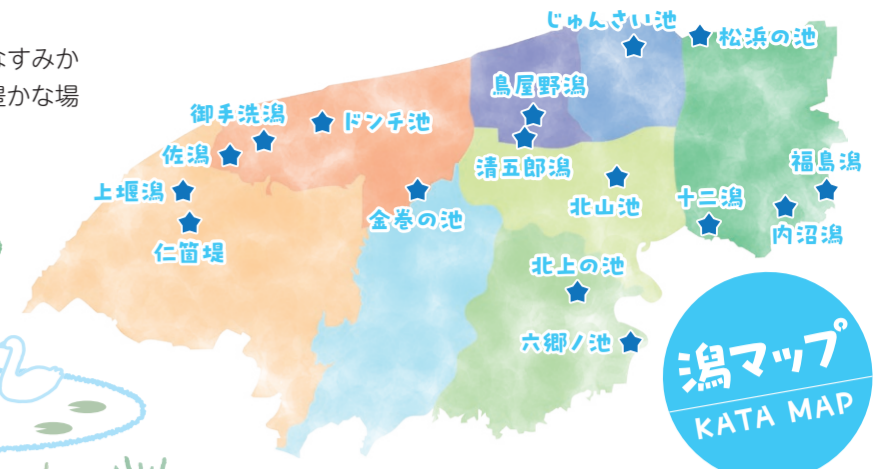 なすみか
豊かな場
じゅんさい池
松浜の池
鳥屋野潟
御手洗潟
ドンチ池
佐潟
清五郎潟
福島潟
上堰潟
金巻の池
北山池
十二潟
内沼潟
仁箇堤
北上の池
六郷ノ池
潟マップ
KATA MAP